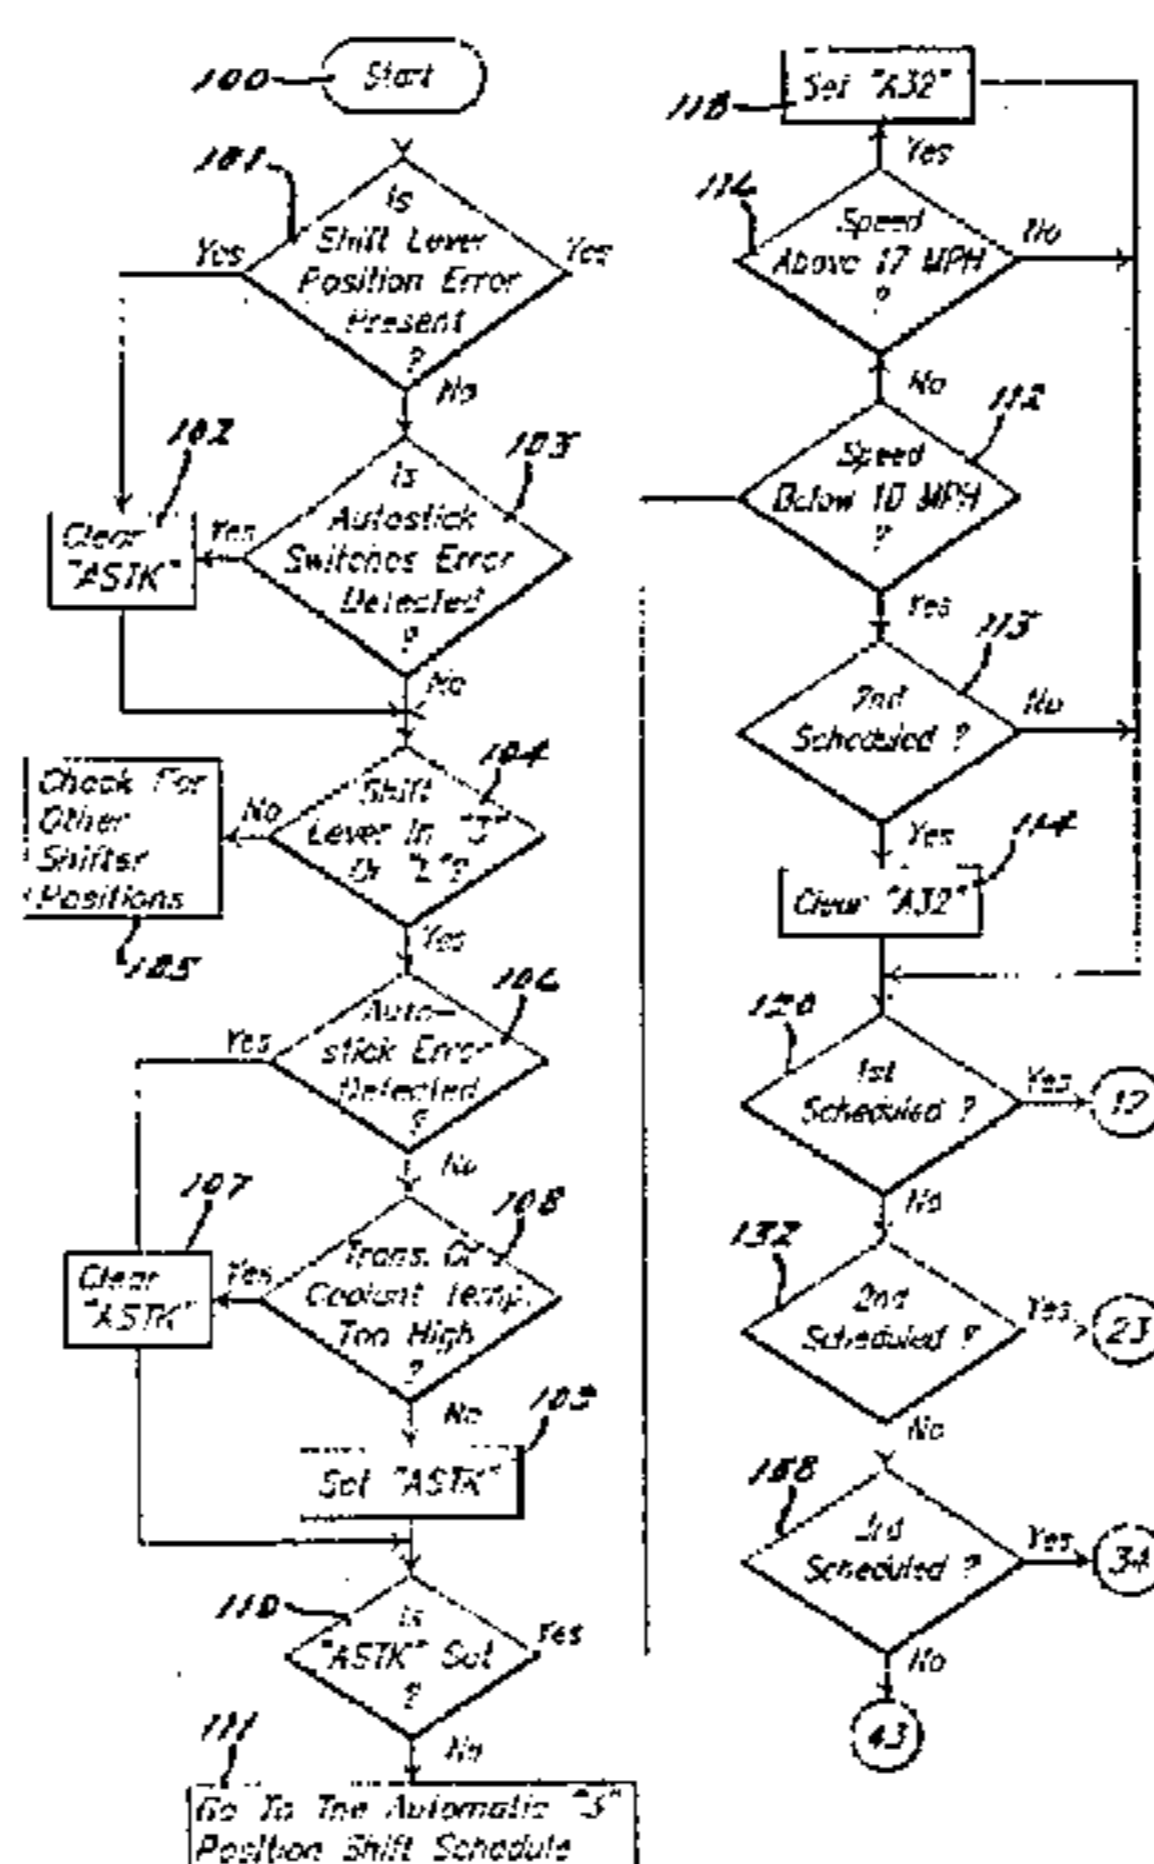 100
Start
101
Is
Shift Lever
Position Error
Present
?
Yes
Yes
No
102
Clear
"ASTK"
Yes
103
Is
Autostick
Switches Error
Detected
?
No
104
Shift
Lever In "3"
Or "L"?
No
Check For
Other
Shifter
Positions
105
Yes
106
Auto-
stick Error
Detected
?
Yes
No
107
Clear
"ASTK"
Yes
108
Trans. Or
Coolant Temp.
Too High
?
No
Set "ASTK"
110
Is
"ASTK" Set
?
Yes
No
111
Go To The Automatic "3"
Position Shift Schedule
118
Set "A32"
Yes
116
Speed
Above 17 MPH
?
No
No
112
Speed
Below 10 MPH
?
Yes
113
2nd
Scheduled ?
No
Yes
114
Clear "A32"
120
1st
Scheduled ?
Yes
12
No
132
2nd
Scheduled ?
Yes
23
No
3rd
Scheduled ?
Yes
34
No
43